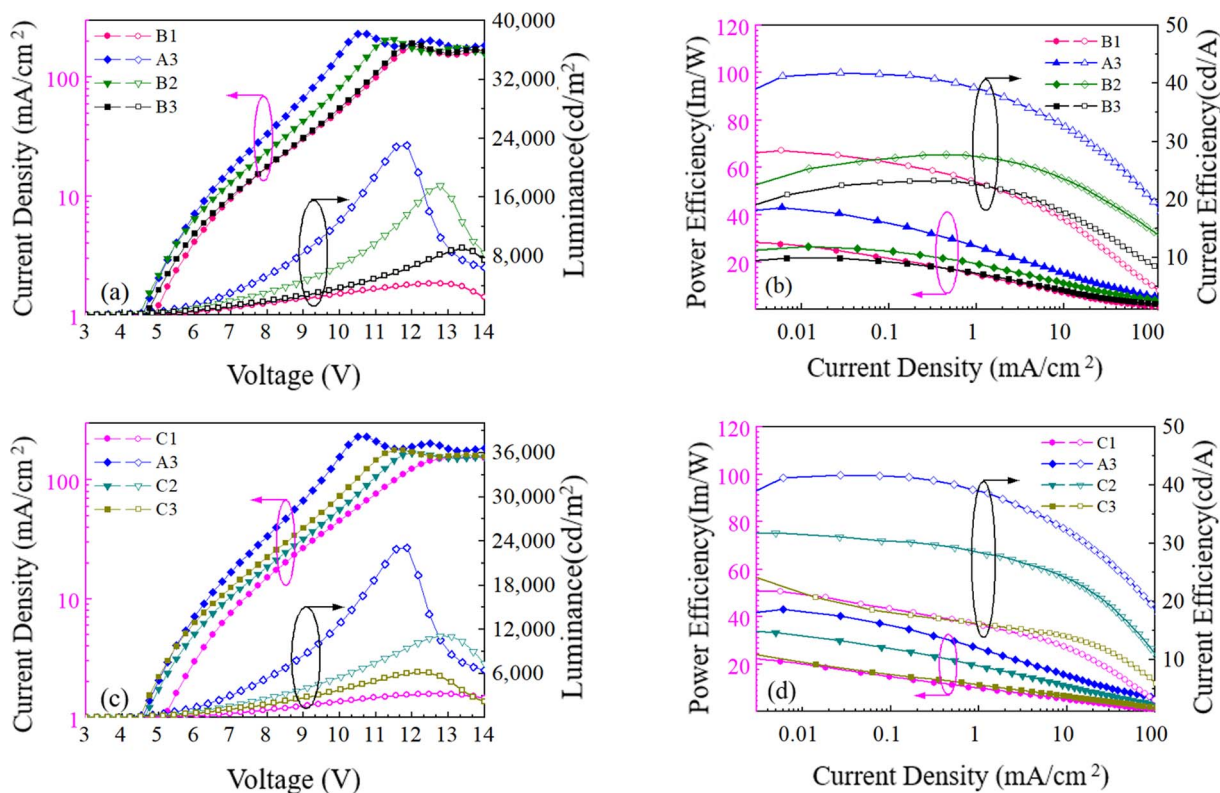 100
10
1
Current Density (mA/cm²)
40,000
36,000
27,000
18,000
9,000
Luminance(cd/m²)
B1
A3
B2
B3
(a)
3 4 5 6 7 8 9 10 11 12 13 14
Voltage (V)
120
100
80
60
40
20
Power Efficiency(lm/W)
50
40
30
20
10
0
Current Efficiency(cd/A)
B1
A3
B2
B3
(b)
0.01 0.1 1 10 100
Current Density (mA/cm²)
100
10
1
Current Density (mA/cm²)
36,000
30,000
24,000
18,000
12,000
6,000
Luminance(cd/m²)
C1
A3
C2
C3
(c)
3 4 5 6 7 8 9 10 11 12 13 14
Voltage (V)
120
100
80
60
40
20
Power Efficiency(lm/W)
50
40
30
20
10
0
Current Efficiency(cd/A)
C1
A3
C2
C3
(d)
0.01 0.1 1 10 100
Current Density (mA/cm²)